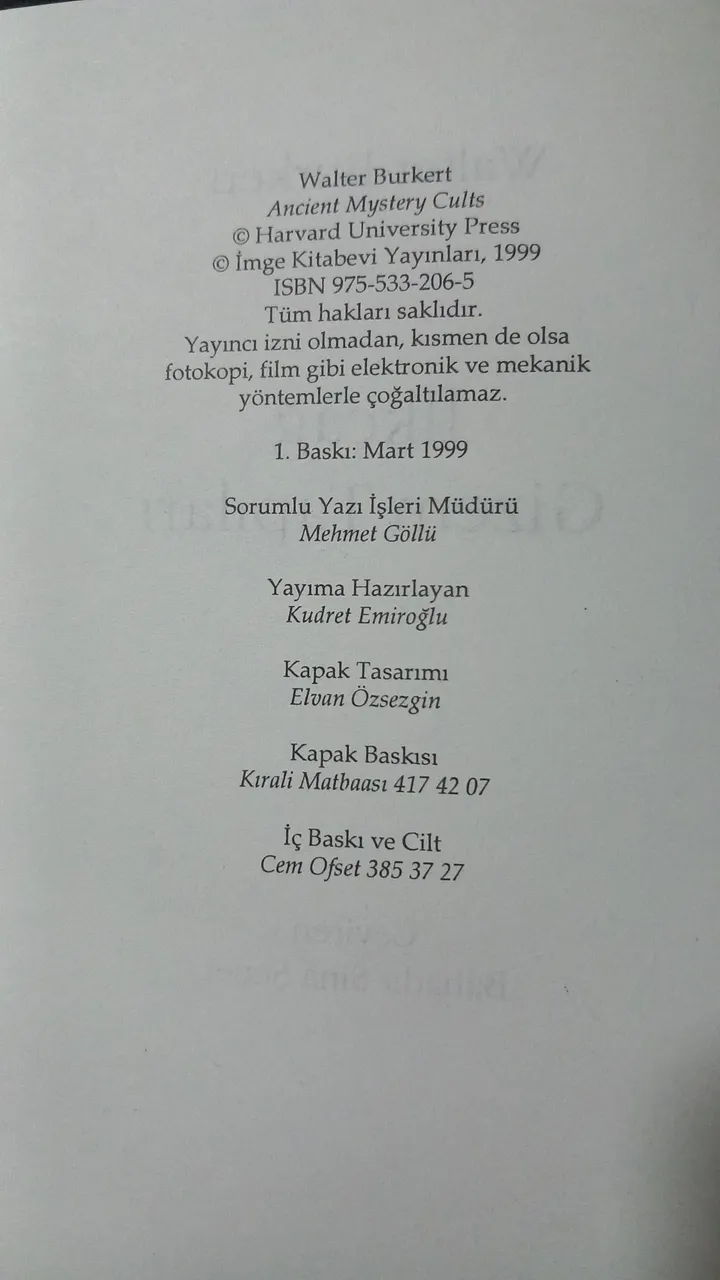 Walter Burkert
Ancient Mystery Cults
© Harvard University Press
© İmge Kitabevi Yayınları, 1999
ISBN 975-533-206-5
Tüm hakları saklıdır.
Yayıncı izni olmadan, kısmen de olsa
fotokopi, film gibi elektronik ve mekanik
yöntemlerle çoğaltılamaz.
1. Baskı: Mart 1999
Sorumlu Yazı İşleri Müdürü
Mehmet Göllü
Yayıma Hazırlayan
Kudret Emiroğlu
Kapak Tasarımı
Elvan Özsezgin
Kapak Baskısı
Kırali Matbaası 417 42 07
İç Baskı ve Cilt
Cem Ofset 385 37 27